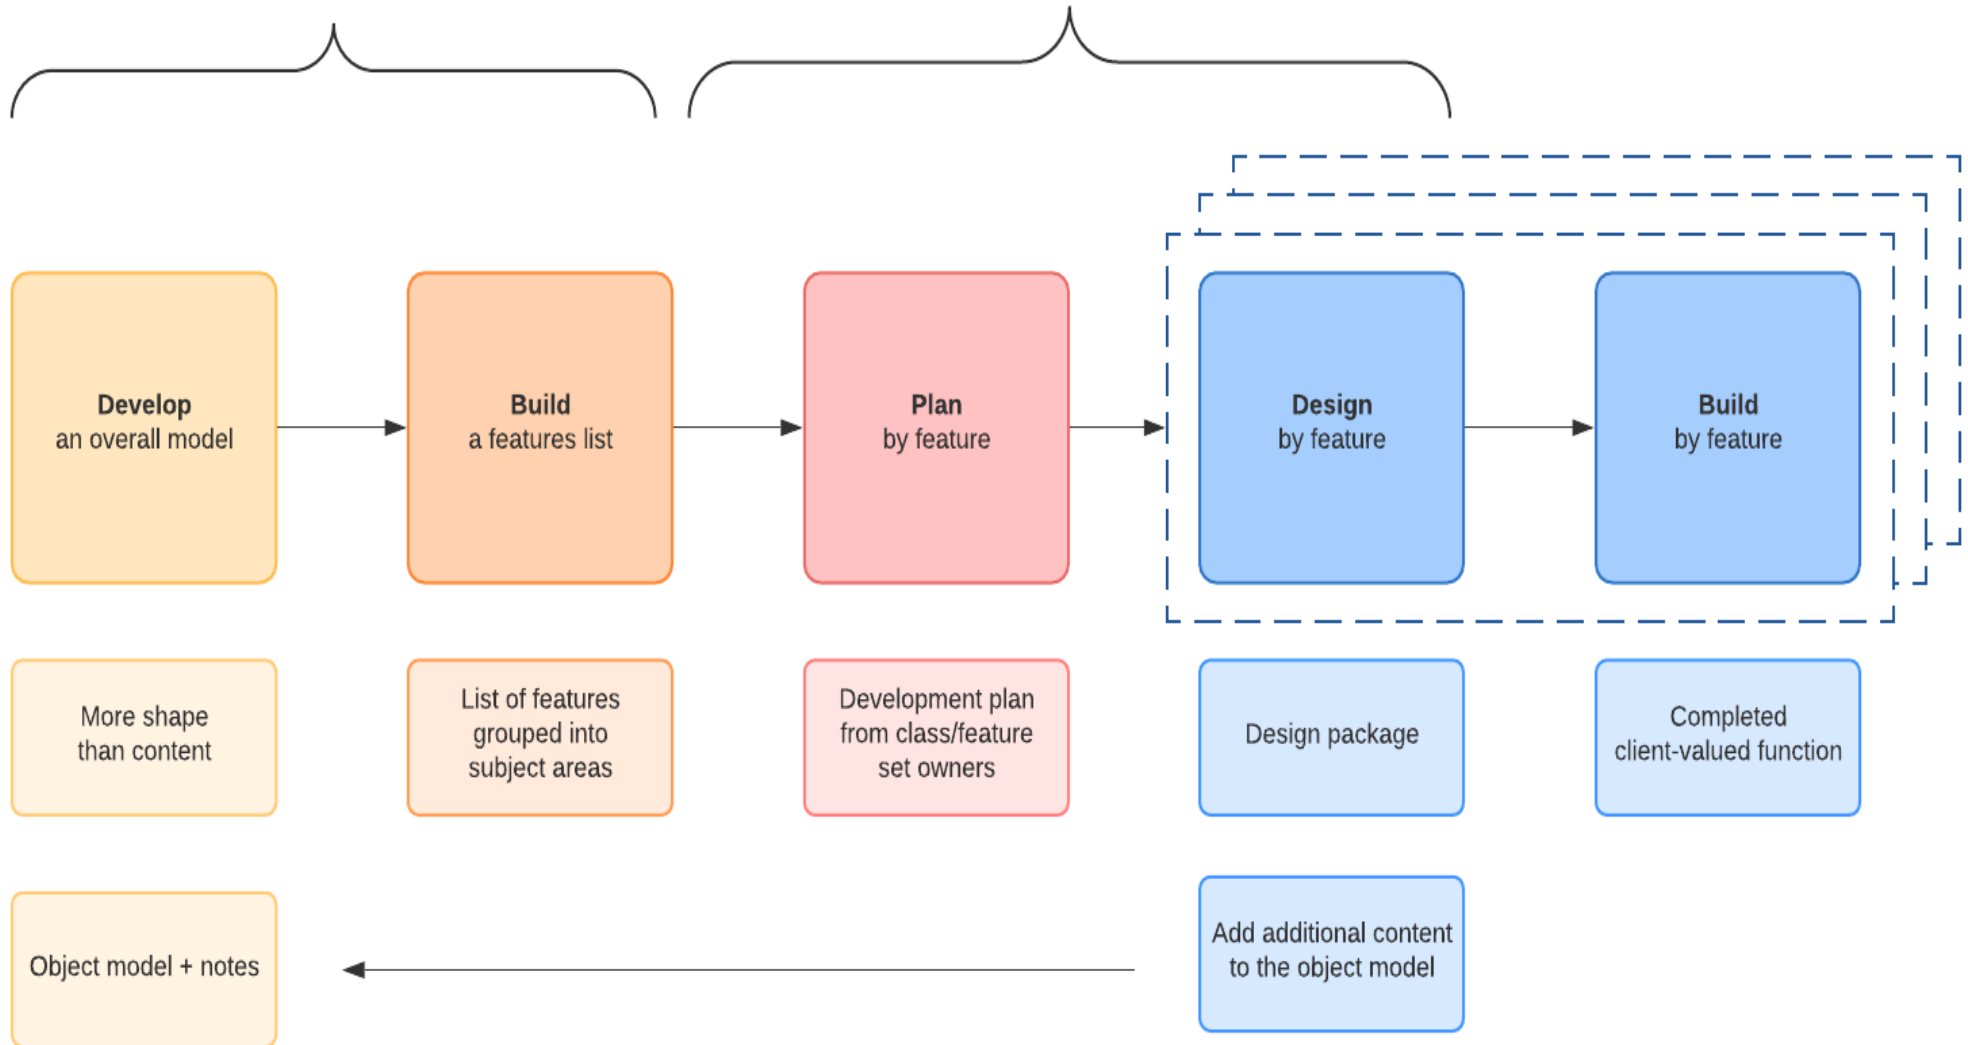 Develop
an overall model
Build
a features list
Plan
by feature
Design
by feature
Build
by feature
More shape
than content
List of features
grouped into
subject areas
Development plan
from class/feature
set owners
Design package
Completed
client-valued function
Object model + notes
Add additional content
to the object model